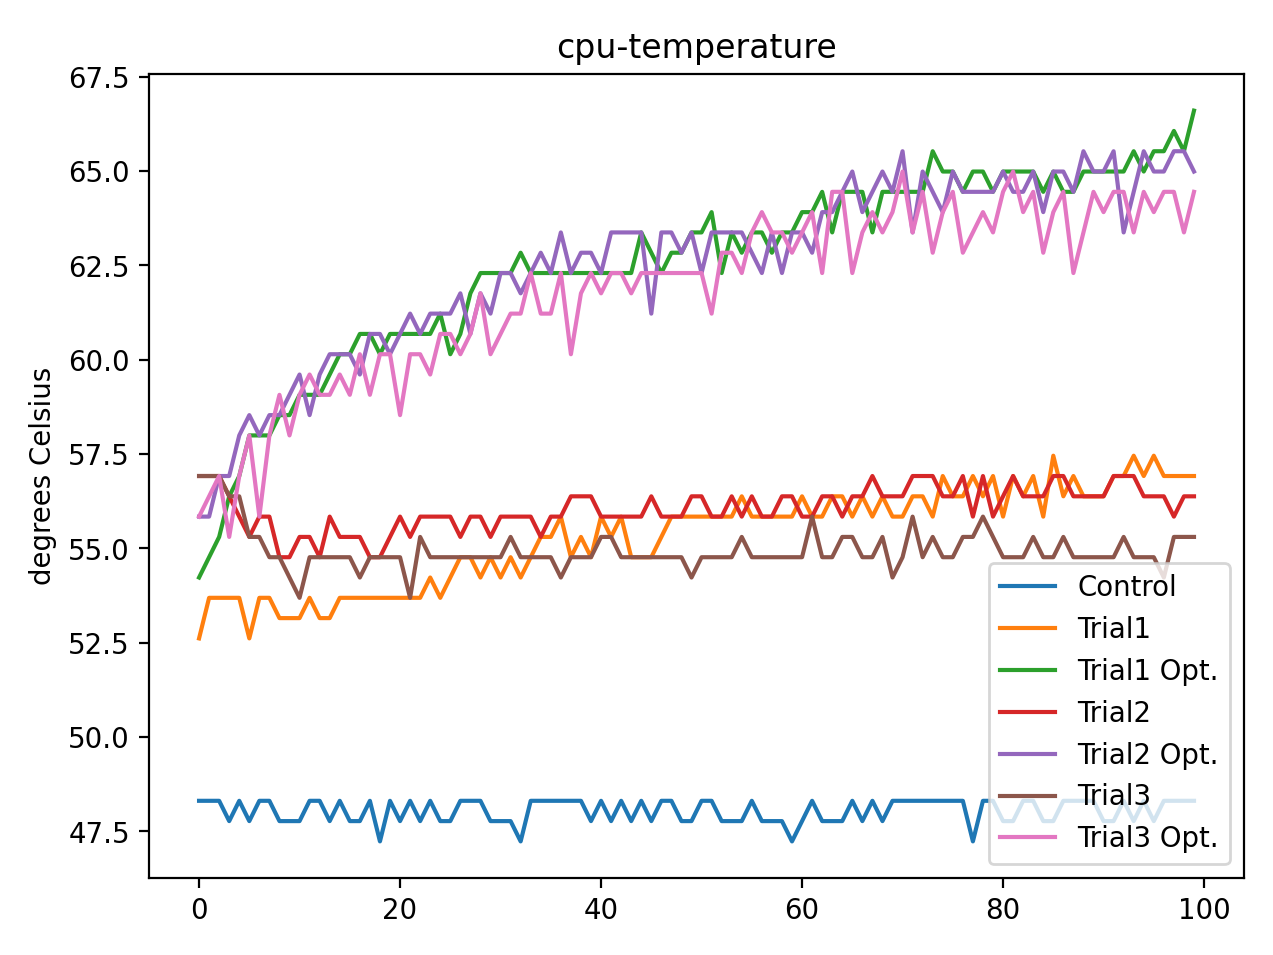 cpu-temperature
degrees Celsius
67.5
65.0
62.5
60.0
57.5
55.0
52.5
50.0
47.5
0 20 40 60 80 100
Control
Trial1
Trial1 Opt.
Trial2
Trial2 Opt.
Trial3
Trial3 Opt.